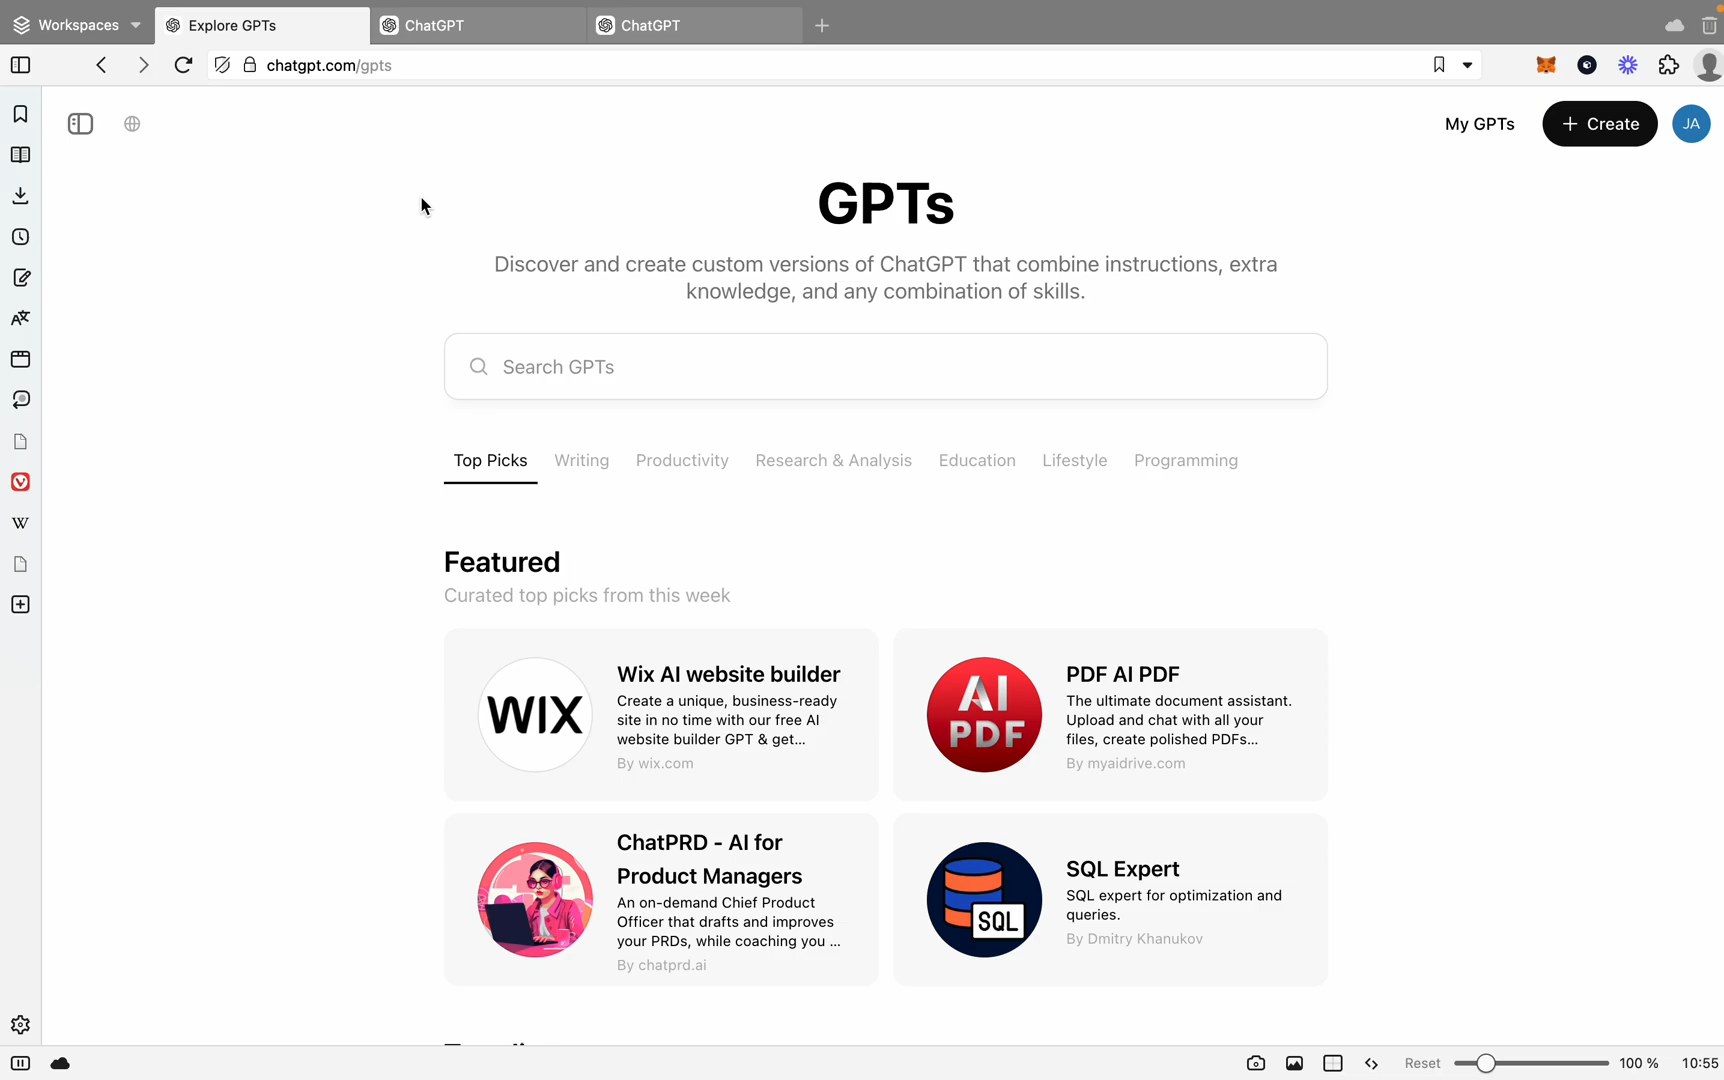 Workspaces
Explore GPTs
ChatGPT
ChatGPT
chatgpt.com/gpts
My GPTs
+ Create
JA
GPTs
Discover and create custom versions of ChatGPT that combine instructions, extra
knowledge, and any combination of skills.
Search GPTs
Top Picks
Writing
Productivity
Research & Analysis
Education
Lifestyle
Programming
Featured
Curated top picks from this week
WIX
Wix AI website builder
Create a unique, business-ready
site in no time with our free AI
website builder GPT & get...
By wix.com
AI
PDF
PDF AI PDF
The ultimate document assistant.
Upload and chat with all your
files, create polished PDFs...
By myaidrive.com
ChatPRD - AI for
Product Managers
An on-demand Chief Product
Officer that drafts and improves
your PRDs, while coaching you ...
By chatprd.ai
SQL
SQL Expert
SQL expert for optimization and
queries.
By Dmitry Khanukov
W
Reset
100 %
10:55